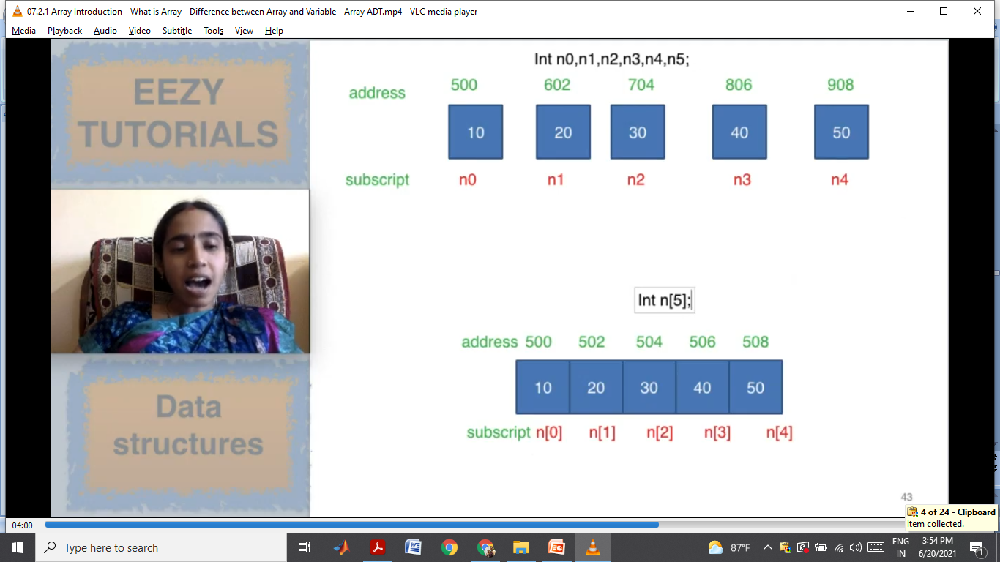 07.2.1 Array Introduction - What is Array - Difference between Array and Variable - Array ADT.mp4 - VLC media player
Media Playback Audio Video Subtitle Tools View Help
EEZY
TUTORIALS
Int n0,n1,n2,n3,n4,n5;
address 500 602 704 806 908
10 20 30 40 50
subscript n0 n1 n2 n3 n4
Int n[5];
address 500 502 504 506 508
10 20 30 40 50
subscript n[0] n[1] n[2] n[3] n[4]
Data
structures
43
4 of 24 - Clipboard
Item collected.
04:00
Type here to search
87°F
ENG
IN
3:54 PM
6/20/2021
1